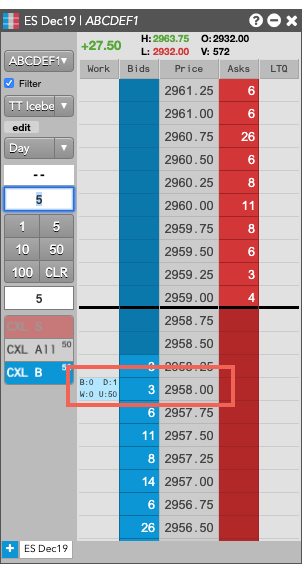 ES Dec19 | ABCDEF1
+27.50 H: 2963.75 O: 2932.00
L: 2932.00 V: 572
ABCDEF1
Work Bids Price Asks LTQ
Filter
TT Icebe
edit
Day
--
5
1 5
10 50
100 CLR
5
CXL S
CXL All 50
CXL B 50
2961.25 6
2961.00 6
2960.75 26
2960.50 6
2960.25 8
2960.00 11
2959.75 8
2959.50 6
2959.25 3
2959.00 4
2958.75
2958.50
2958.25
B:0 D:1
W:0 U:50
3 2958.00
6 2957.75
11 2957.50
8 2957.25
14 2957.00
6 2956.75
26 2956.50
+ ES Dec19